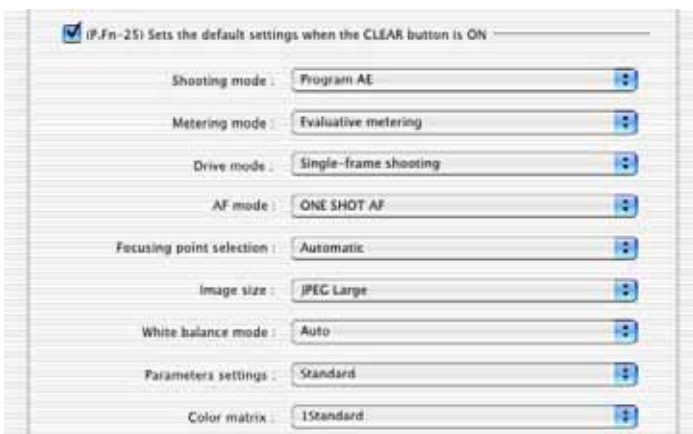 (P.Fn-25) Sets the default settings when the CLEAR button is ON
Shooting mode : Program AE
Metering mode : Evaluative metering
Drive mode : Single-frame shooting
AF mode : ONE SHOT AF
Focusing point selection : Automatic
Image size : JPEG Large
White balance mode : Auto
Parameters settings : Standard
Color matrix : 1Standard